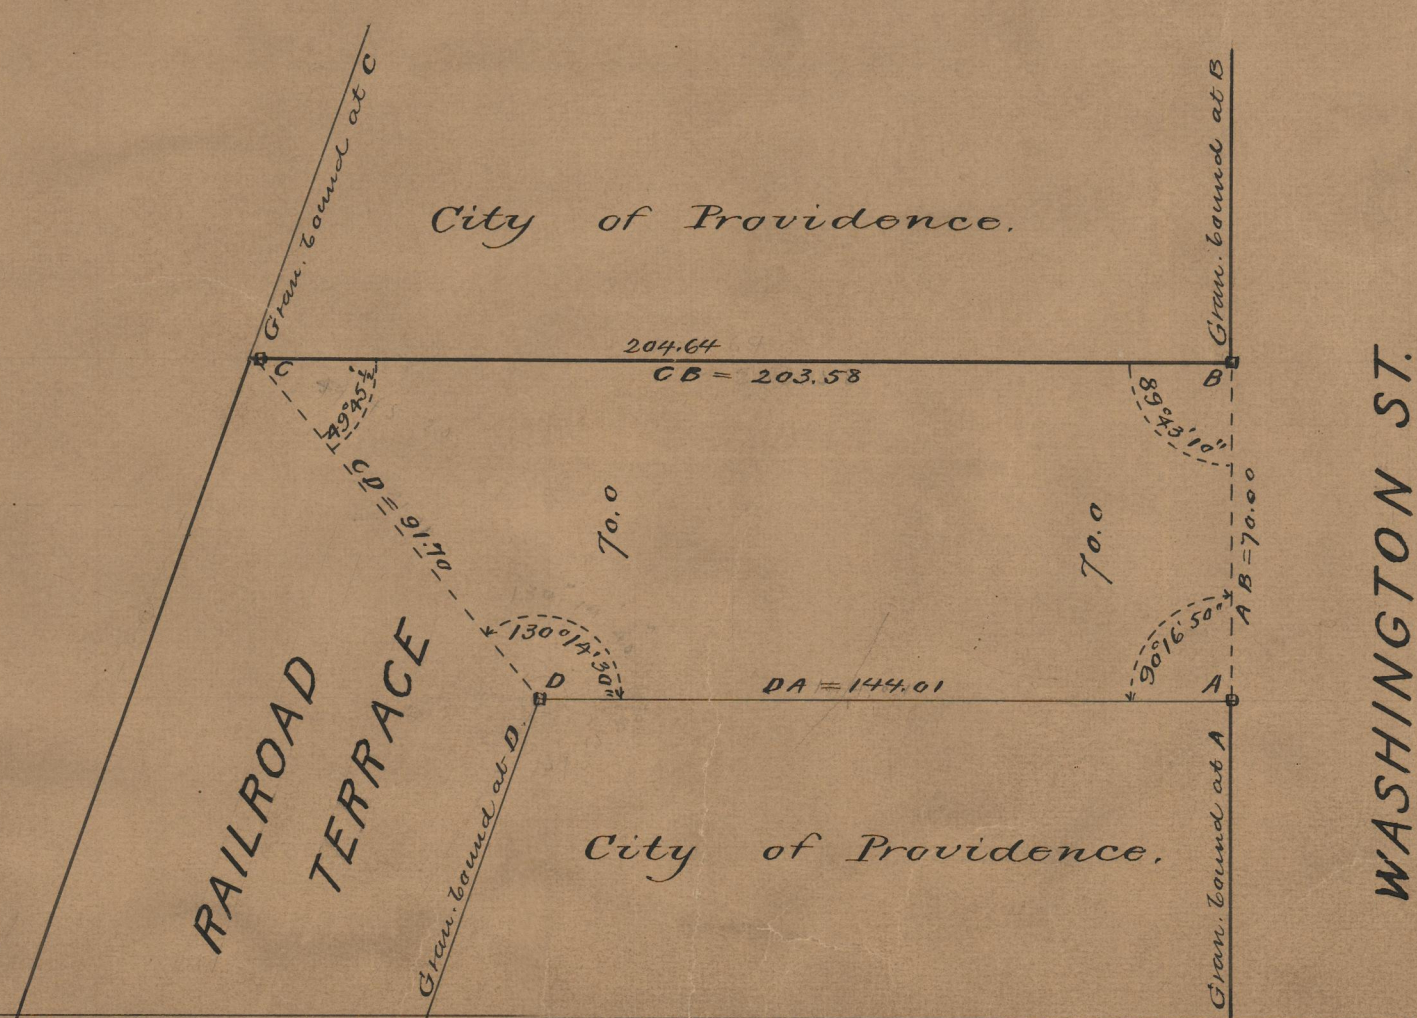 Gran. bound at C
City of Providence.
Gran. bound at B
204.64
CB = 203.58
C
B
49°45½'
89°43'10"
CD = 91.70
70.0
70.0
AB = 70.00
WASHINGTON ST.
130°14'30"
90°16'50"
D
DA = 144.01
A
RAILROAD
TERRACE
Gran. bound at D.
City of Providence.
Gran. bound at A